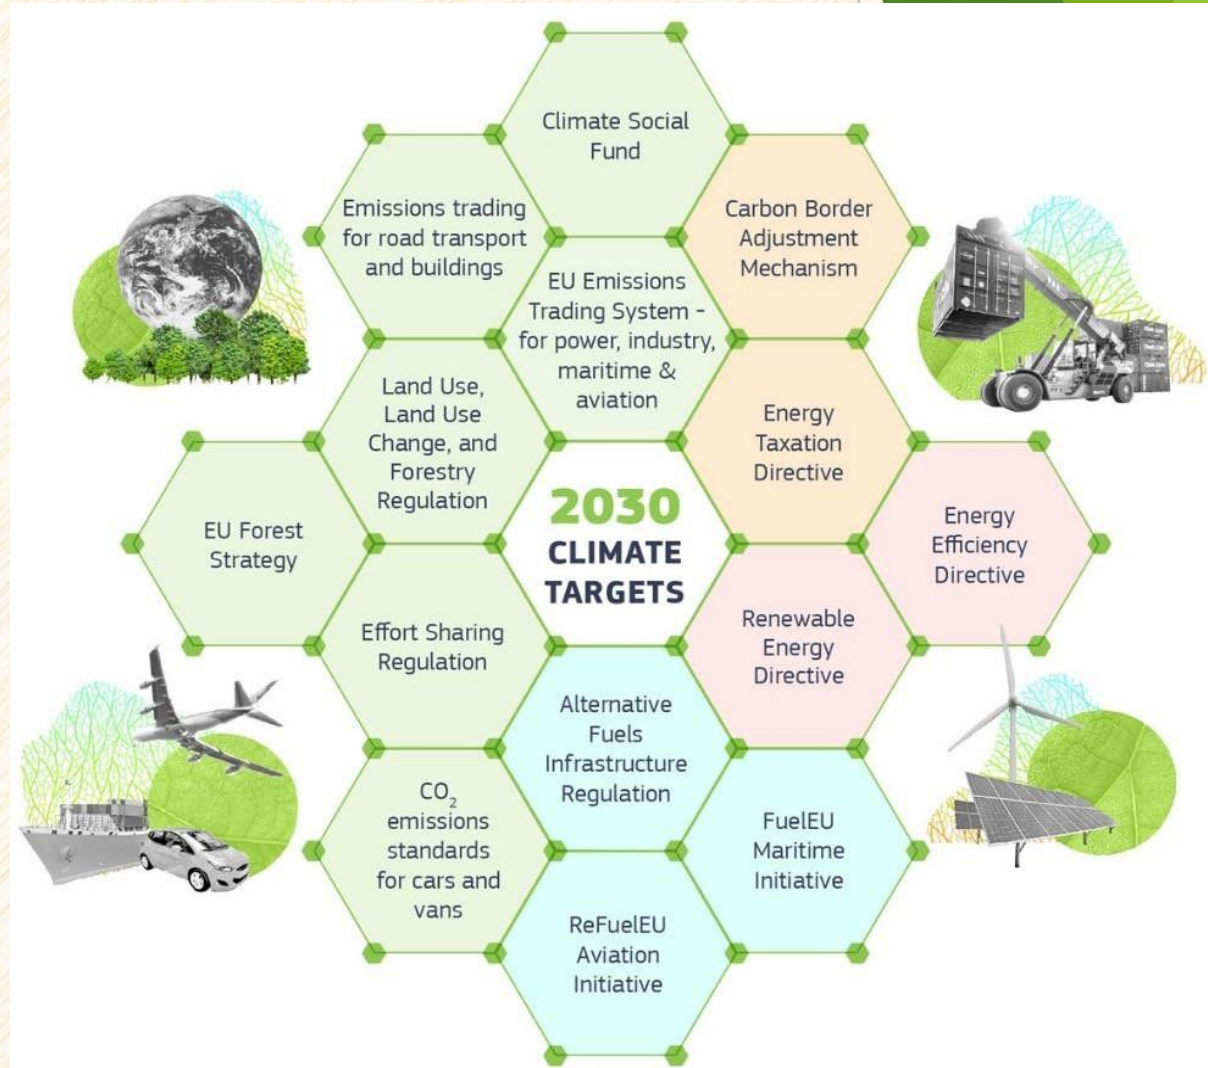 Climate Social
Fund
Emissions trading
for road transport
and buildings
Carbon Border
Adjustment
Mechanism
EU Emissions
Trading System –
for power, industry,
maritime &
aviation
Land Use,
Land Use
Change, and
Forestry
Regulation
Energy
Taxation
Directive
EU Forest
Strategy
2030
CLIMATE
TARGETS
Energy
Efficiency
Directive
Effort Sharing
Regulation
Renewable
Energy
Directive
Alternative
Fuels
Infrastructure
Regulation
CO₂
emissions
standards
for cars and
vans
FuelEU
Maritime
Initiative
ReFuelEU
Aviation
Initiative